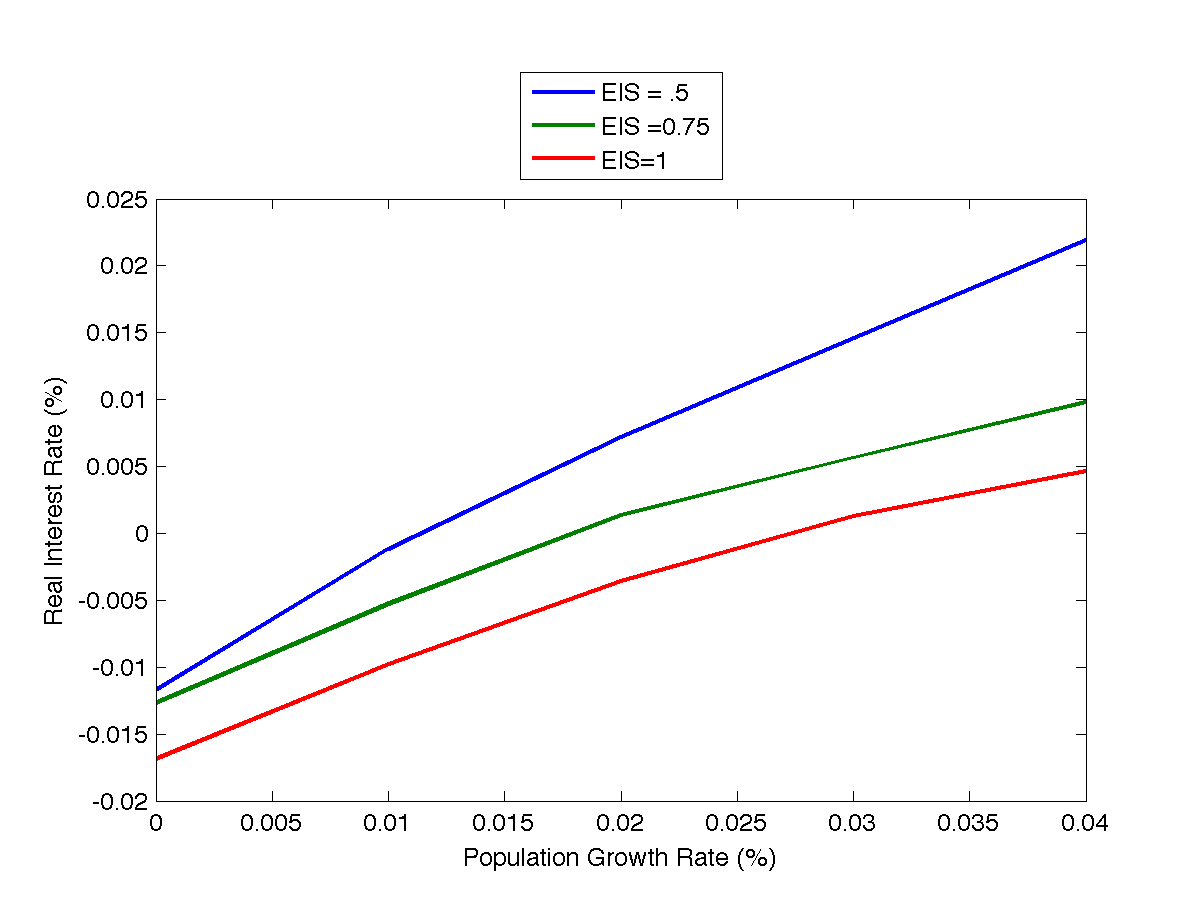 EIS = .5
EIS =0.75
EIS=1
0.025
0.02
0.015
0.01
0.005
0
-0.005
-0.01
-0.015
-0.02
Real Interest Rate (%)
0 0.005 0.01 0.015 0.02 0.025 0.03 0.035 0.04
Population Growth Rate (%)